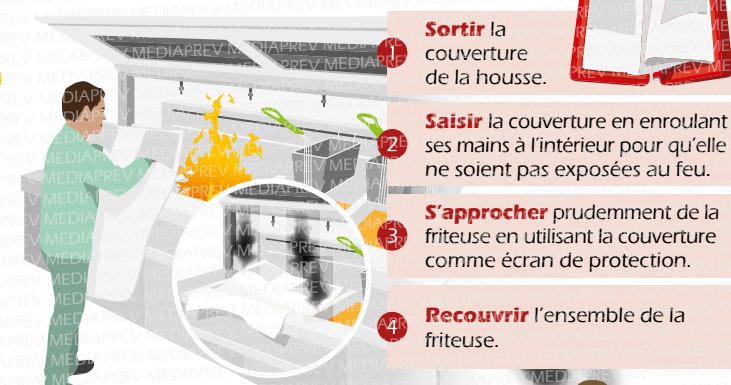 1
Sortir la
couverture
de la housse.
2
Saisir la couverture en enroulant
ses mains à l'intérieur pour qu'elle
ne soient pas exposées au feu.
3
S'approcher prudemment de la
friteuse en utilisant la couverture
comme écran de protection.
4
Recouvrir l'ensemble de la
friteuse.
MEDIAPREV